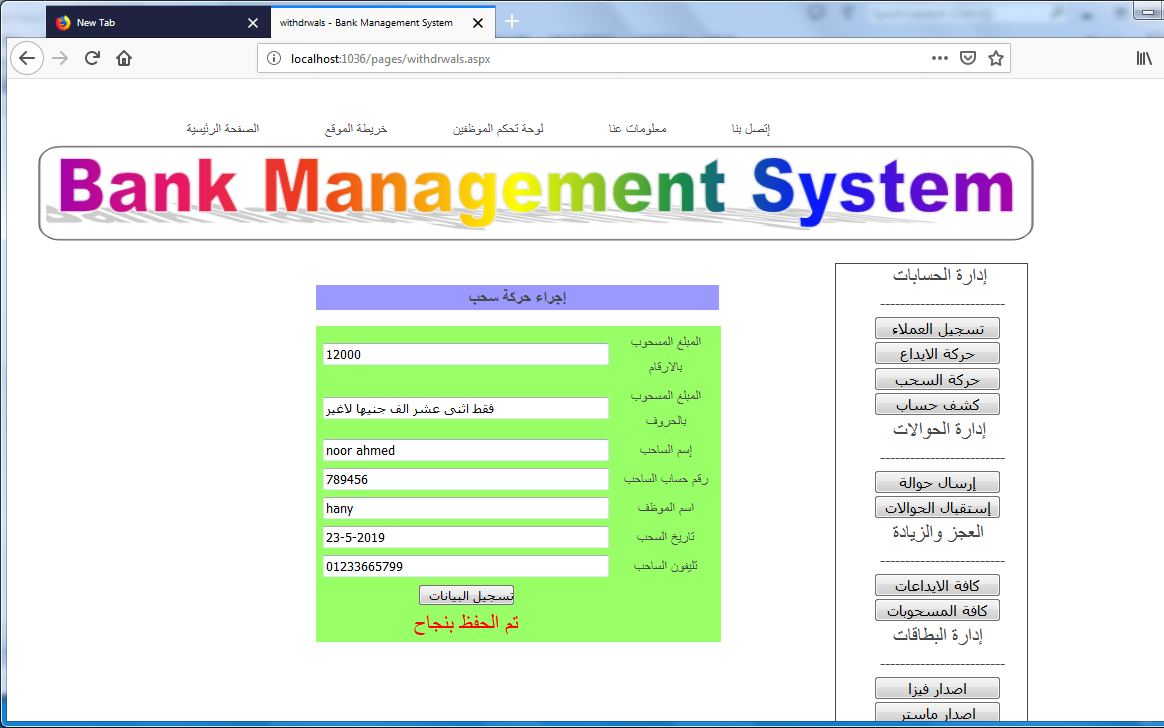 New Tab
withdrwals - Bank Management System
localhost:1036/pages/withdrwals.aspx
الصفحة الرئيسية
خريطة الموقع
لوحة تحكم الموظفين
معلومات عنا
إتصل بنا
Bank Management System
إجراء حركة سحب
المبلغ المسحوب بالارقام
12000
المبلغ المسحوب بالحروف
فقط اثنى عشر الف جنيها لاغير
إسم الساحب
noor ahmed
رقم حساب الساحب
789456
اسم الموظف
hany
تاريخ السحب
23-5-2019
تليفون الساحب
01233665799
تسجيل البيانات
تم الحفظ بنجاح
إدارة الحسابات
-------------------------
تسجيل العملاء
حركة الايداع
حركة السحب
كشف حساب
إدارة الحوالات
-------------------------
إرسال حوالة
إستقبال الحوالات
العجز والزيادة
-------------------------
كافة الايداعات
كافة المسحوبات
إدارة البطاقات
-------------------------
اصدار فيزا
اصدار ماستر